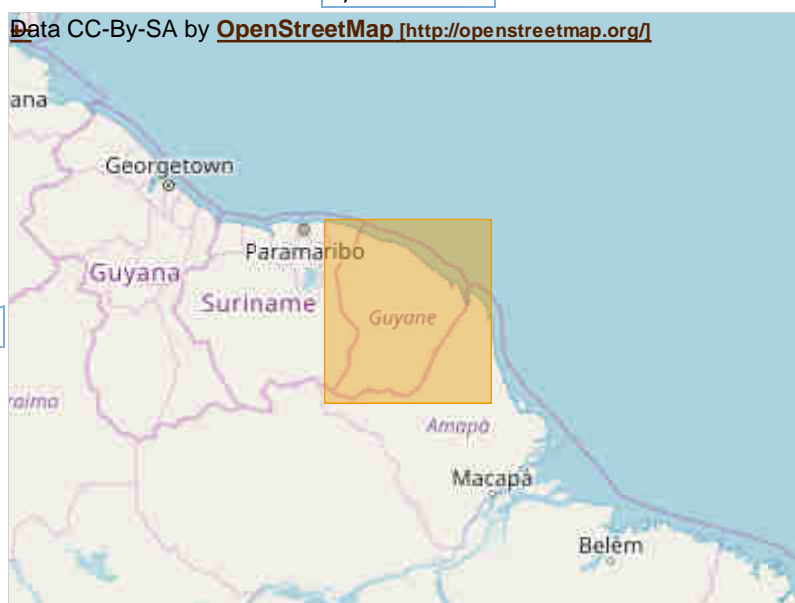 Data CC-By-SA by OpenStreetMap [http://openstreetmap.org/]
ana
Georgetown
Paramaribo
Guyana
Suriname
Guyane
raima
Amapá
Macapá
Belém